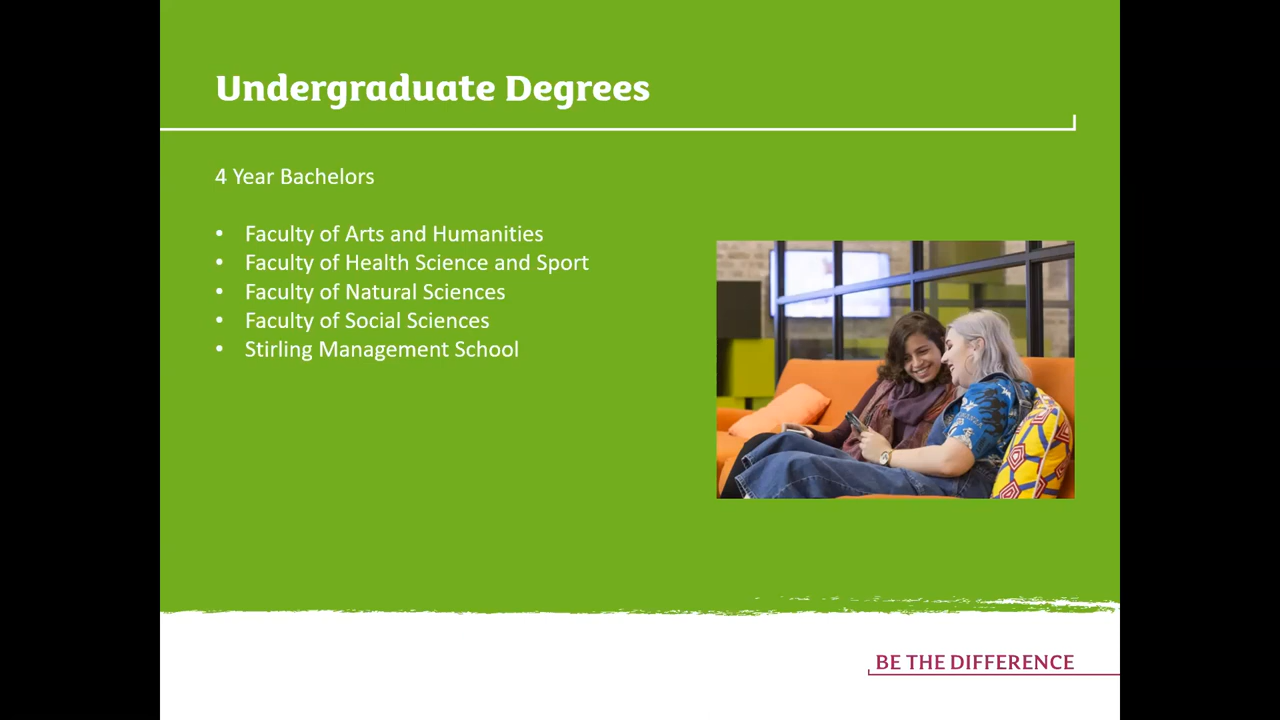 Undergraduate Degrees
4 Year Bachelors
• Faculty of Arts and Humanities
• Faculty of Health Science and Sport
• Faculty of Natural Sciences
• Faculty of Social Sciences
• Stirling Management School
BE THE DIFFERENCE